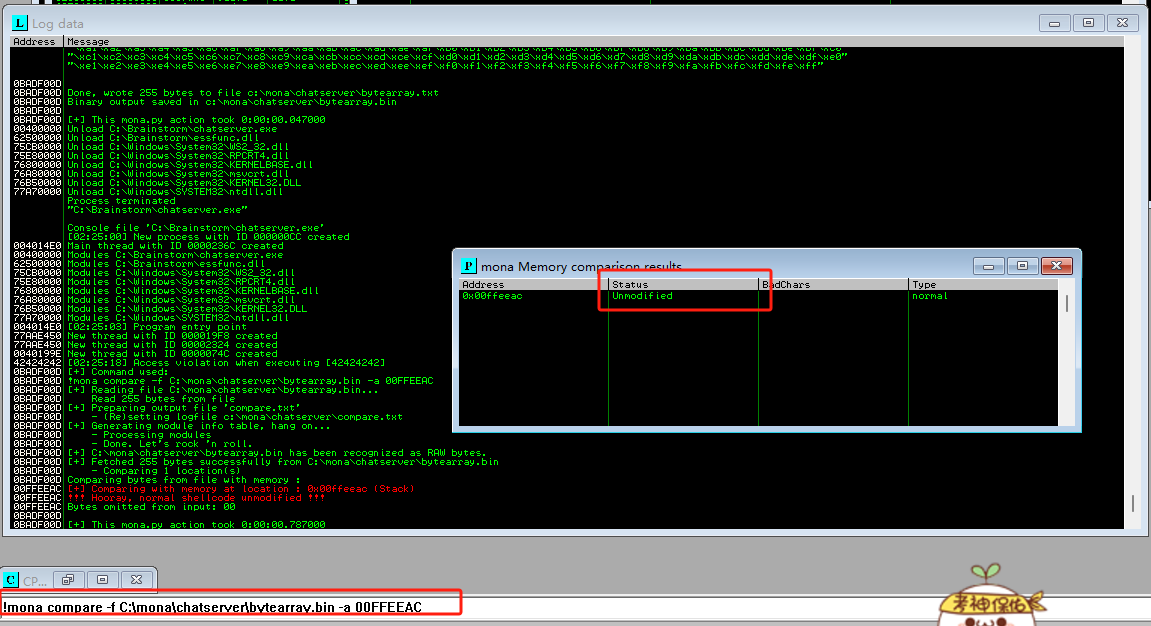 Log data
Address Message
"\xc1\xc2\xc3\xc4\xc5\xc6\xc7\xc8\xc9\xca\xcb\xcc\xcd\xce\xcf\xd0\xd1\xd2\xd3\xd4\xd5\xd6\xd7\xd8\xd9\xda\xdb\xdc\xdd\xde\xdf\xe0"
"\xe1\xe2\xe3\xe4\xe5\xe6\xe7\xe8\xe9\xea\xeb\xec\xed\xee\xef\xf0\xf1\xf2\xf3\xf4\xf5\xf6\xf7\xf8\xf9\xfa\xfb\xfc\xfd\xfe\xff"
0BADF00D
0BADF00D Done, wrote 255 bytes to file c:\mona\chatserver\bytearray.txt
0BADF00D Binary output saved in c:\mona\chatserver\bytearray.bin
0BADF00D
0BADF00D [+] This mona.py action took 0:00:00.047000
00400000 Unload C:\Brainstorm\chatserver.exe
62500000 Unload C:\Brainstorm\essfunc.dll
75CB0000 Unload C:\Windows\System32\WS2_32.dll
75E80000 Unload C:\Windows\System32\RPCRT4.dll
76800000 Unload C:\Windows\System32\KERNELBASE.dll
76A80000 Unload C:\Windows\System32\msvcrt.dll
76B50000 Unload C:\Windows\System32\KERNEL32.DLL
77A70000 Unload C:\Windows\SYSTEM32\ntdll.dll
Process terminated
"C:\Brainstorm\chatserver.exe"
Console file 'C:\Brainstorm\chatserver.exe'
[02:25:00] New process with ID 000000CC created
004014E0 Main thread with ID 0000236C created
00400000 Modules C:\Brainstorm\chatserver.exe
62500000 Modules C:\Brainstorm\essfunc.dll
75CB0000 Modules C:\Windows\System32\WS2_32.dll
75E80000 Modules C:\Windows\System32\RPCRT4.dll
76800000 Modules C:\Windows\System32\KERNELBASE.dll
76A80000 Modules C:\Windows\System32\msvcrt.dll
76B50000 Modules C:\Windows\System32\KERNEL32.DLL
77A70000 Modules C:\Windows\SYSTEM32\ntdll.dll
004014E0 [02:25:03] Program entry point
77AAE450 New thread with ID 000019F8 created
77AAE450 New thread with ID 00002324 created
0040199E New thread with ID 0000074C created
42424242 [02:25:18] Access violation when executing [42424242]
0BADF00D [+] Command used:
0BADF00D !mona compare -f C:\mona\chatserver\bytearray.bin -a 00FFEEAC
0BADF00D [+] Reading file C:\mona\chatserver\bytearray.bin...
0BADF00D Read 255 bytes from file
0BADF00D [+] Preparing output file 'compare.txt'
0BADF00D - (Re)setting logfile c:\mona\chatserver\compare.txt
0BADF00D [+] Generating module info table, hang on...
0BADF00D - Processing modules
0BADF00D - Done. Let's rock 'n roll.
0BADF00D [+] C:\mona\chatserver\bytearray.bin has been recognized as RAW bytes.
0BADF00D [+] Fetched 255 bytes successfully from C:\mona\chatserver\bytearray.bin
0BADF00D - Comparing 1 location(s)
0BADF00D Comparing bytes from file with memory :
00FFEEAC [+] Comparing with memory at location : 0x00ffeeac (Stack)
00FFEEAC !!! Hooray, normal shellcode unmodified !!!
00FFEEAC Bytes omitted from input: 00
0BADF00D
0BADF00D [+] This mona.py action took 0:00:00.787000
mona Memory comparison results
Address Status BadChars Type
0x00ffeeac Unmodified normal
CP...
!mona compare -f C:\mona\chatserver\bytearray.bin -a 00FFEEAC
考神保佑